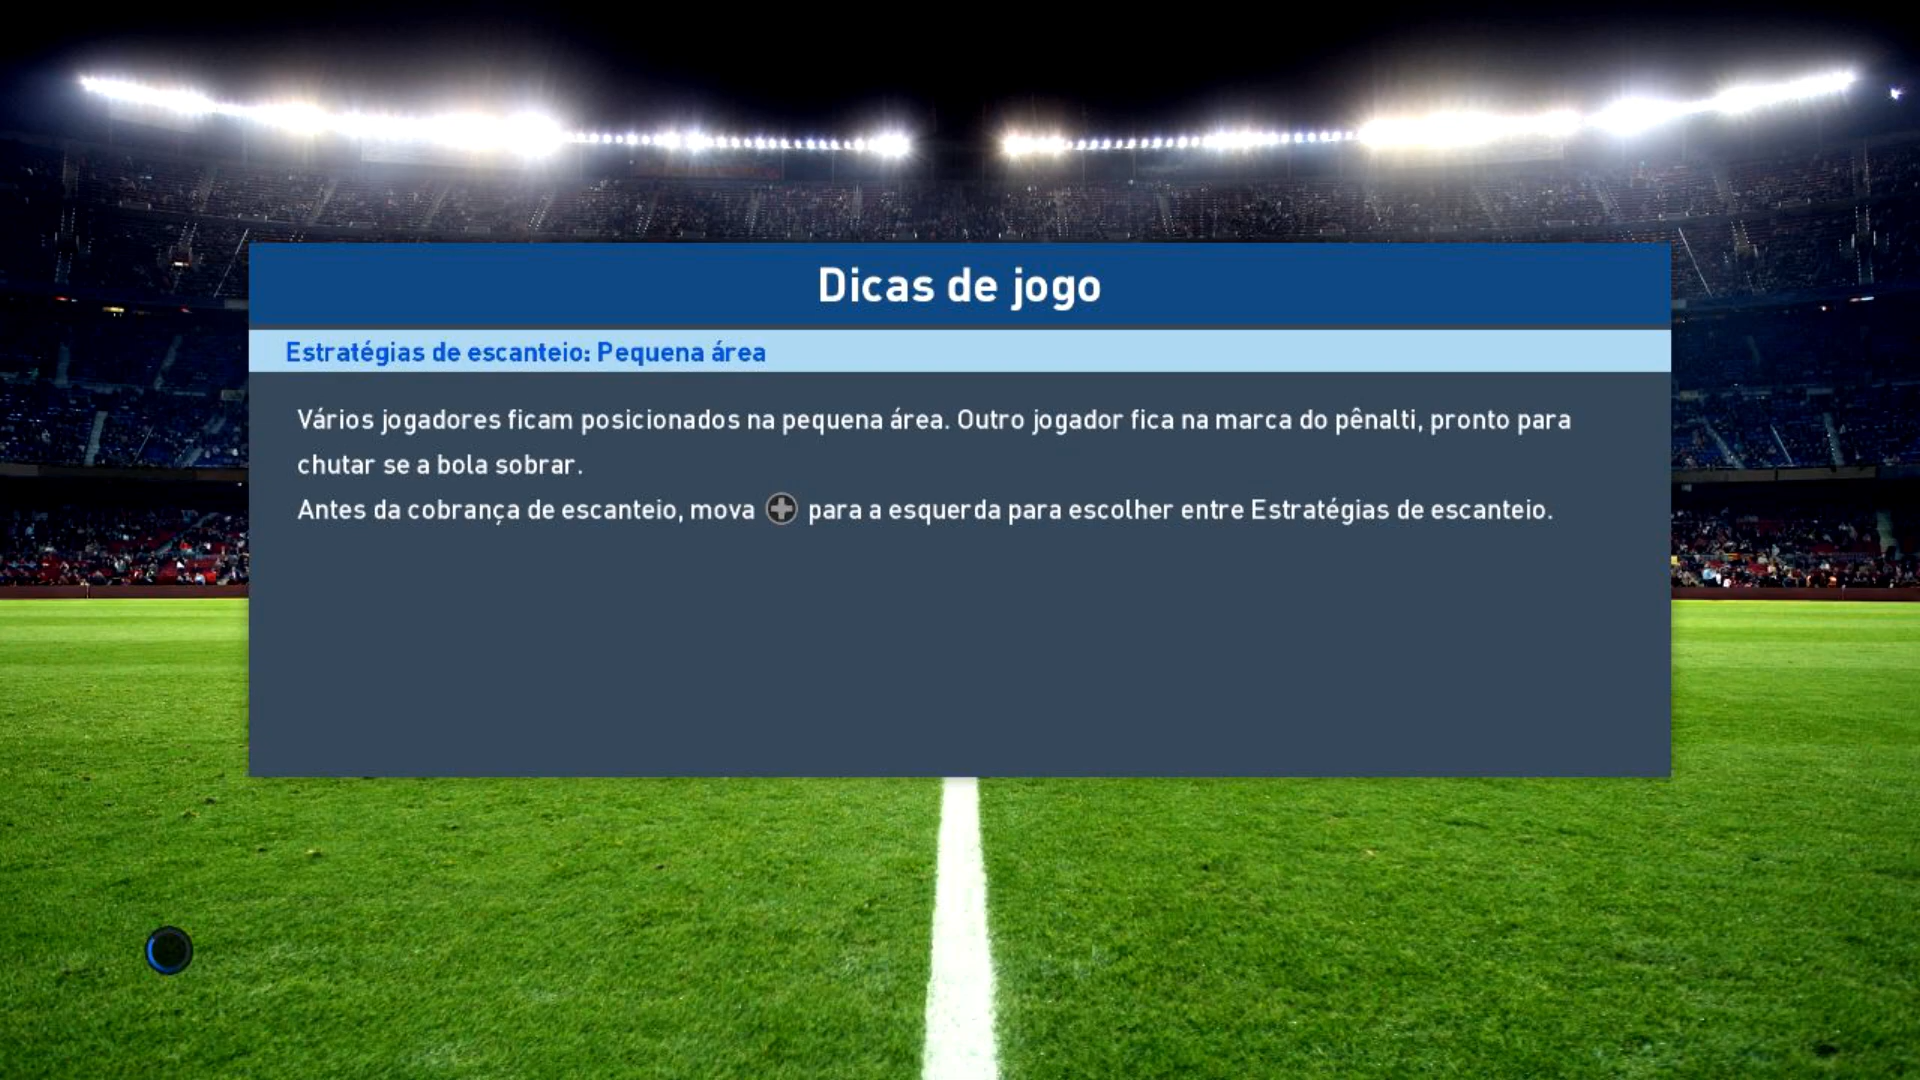 Dicas de jogo
Estratégias de escanteio: Pequena área
Vários jogadores ficam posicionados na pequena área. Outro jogador fica na marca do pênalti, pronto para
chutar se a bola sobrar.
Antes da cobrança de escanteio, mova para a esquerda para escolher entre Estratégias de escanteio.